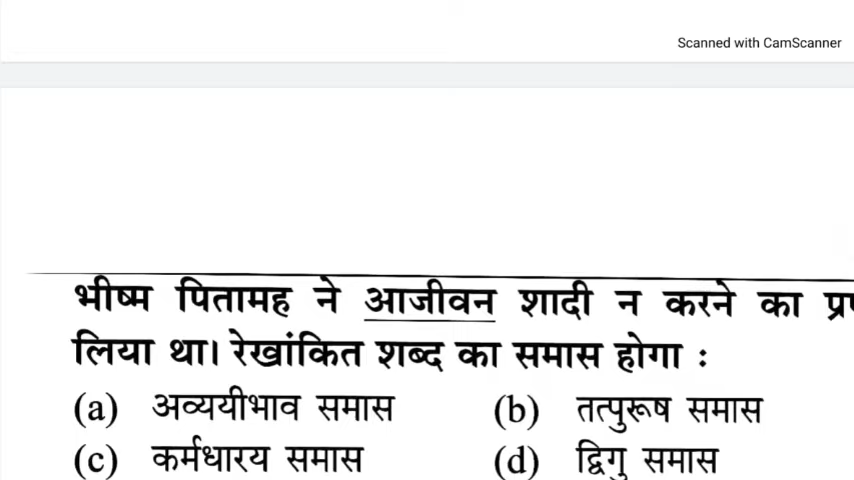 Scanned with CamScanner
भीष्म पितामह ने आजीवन शादी न करने का
लिया था। रेखांकित शब्द का समास होगा :
(a) अव्ययीभाव समास (b) तत्पुरूष समास
(c) कर्मधारय समास (d) द्विगु समास